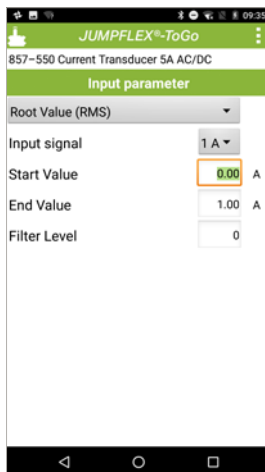 09:35
JUMPFLEX®-ToGo
857-550 Current Transducer 5A AC/DC
Input parameter
Root Value (RMS)
Input signal 1 A
Start Value 0.00 A
End Value 1.00 A
Filter Level 0